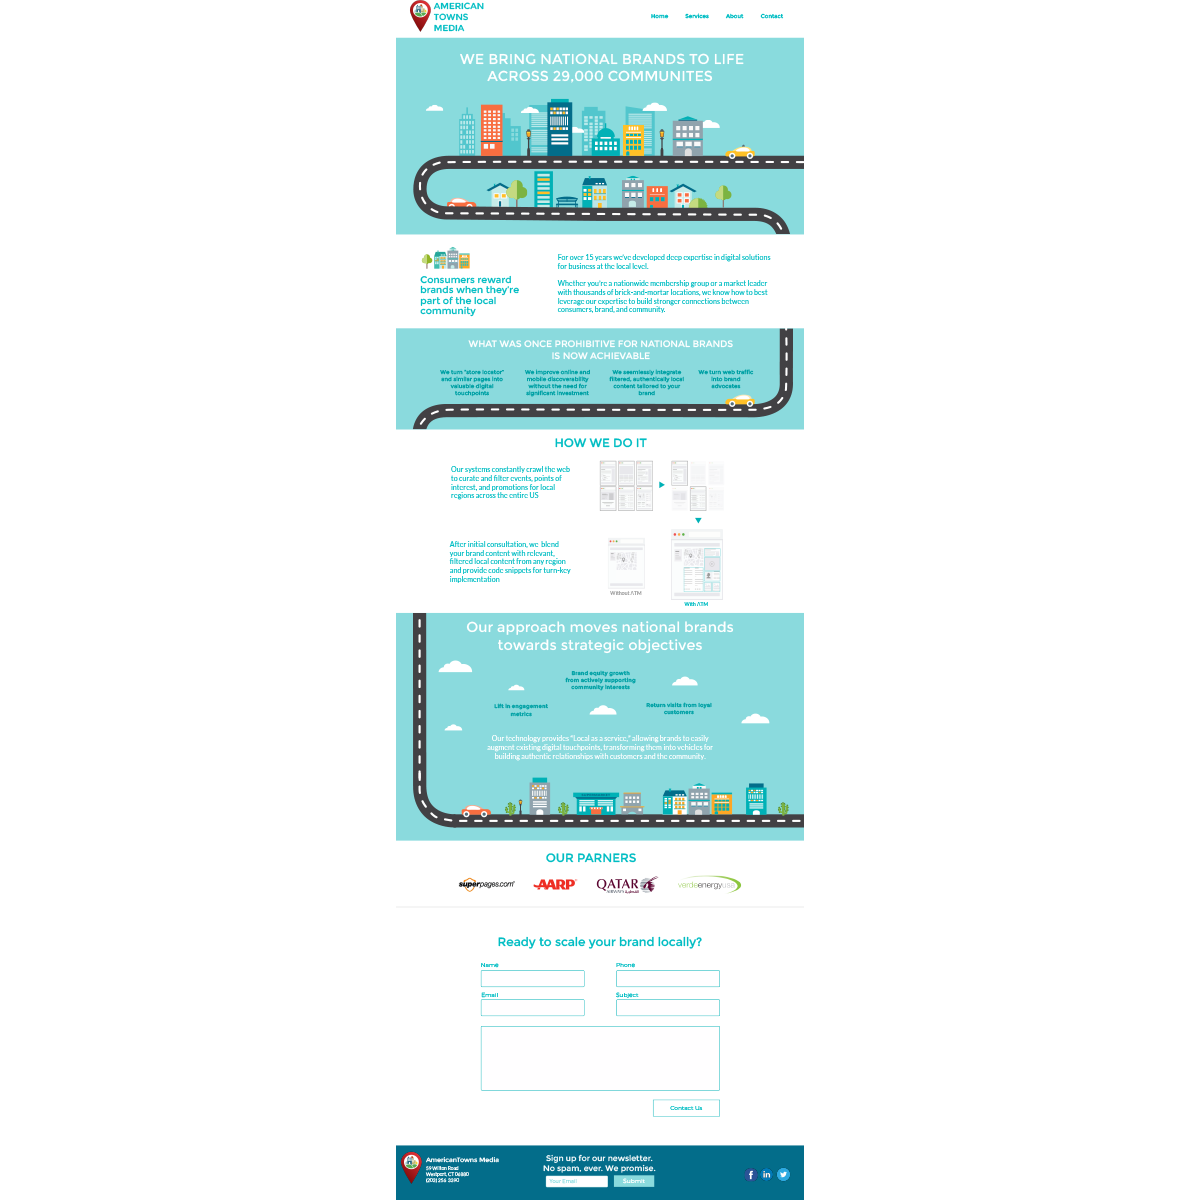 AMERICAN
TOWNS
MEDIA
Home
Services
About
Contact
WE BRING NATIONAL BRANDS TO LIFE
ACROSS 29,000 COMMUNITES
Consumers reward
brands when they're
part of the local
community
For over 15 years we've developed deep expertise in digital solutions
for business at the local level.
Whether you're a nationwide membership group or a market leader
with thousands of brick-and-mortar locations, we know how to best
leverage our expertise to build stronger connections between
consumers, brand, and community.
WHAT WAS ONCE PROHIBITIVE FOR NATIONAL BRANDS
IS NOW ACHIEVABLE
We turn "store locator"
and similar pages into
valuable digital
touchpoints
We improve online and
mobile discoverability
without the need for
significant investment
We seamlessly integrate
filtered, authentically local
content tailored to your
brand
We turn web traffic
into brand
advocates
HOW WE DO IT
Our systems constantly crawl the web
to curate and filter events, points of
interest, and promotions for local
regions across the entire US
After initial consultation, we blend
your brand content with relevant,
filtered local content from any region
and provide code snippets for turn-key
implementation
Without ATM
With ATM
Our approach moves national brands
towards strategic objectives
Brand equity growth
from actively supporting
community interests
Lift in engagement
metrics
Return visits from loyal
customers
Our technology provides "Local as a service," allowing brands to easily
augment existing digital touchpoints, transforming them into vehicles for
building authentic relationships with customers and the community.
OUR PARNERS
superpages.com
AARP
QATAR
AIRWAYS القطرية
verdeenergyusa
Ready to scale your brand locally?
Name
Phone
Email
Subject
Contact Us
AmericanTowns Media
59 Wilton Road
Westport, CT 06880
(203) 256 3390
Sign up for our newsletter.
No spam, ever. We promise.
Your Email
Submit